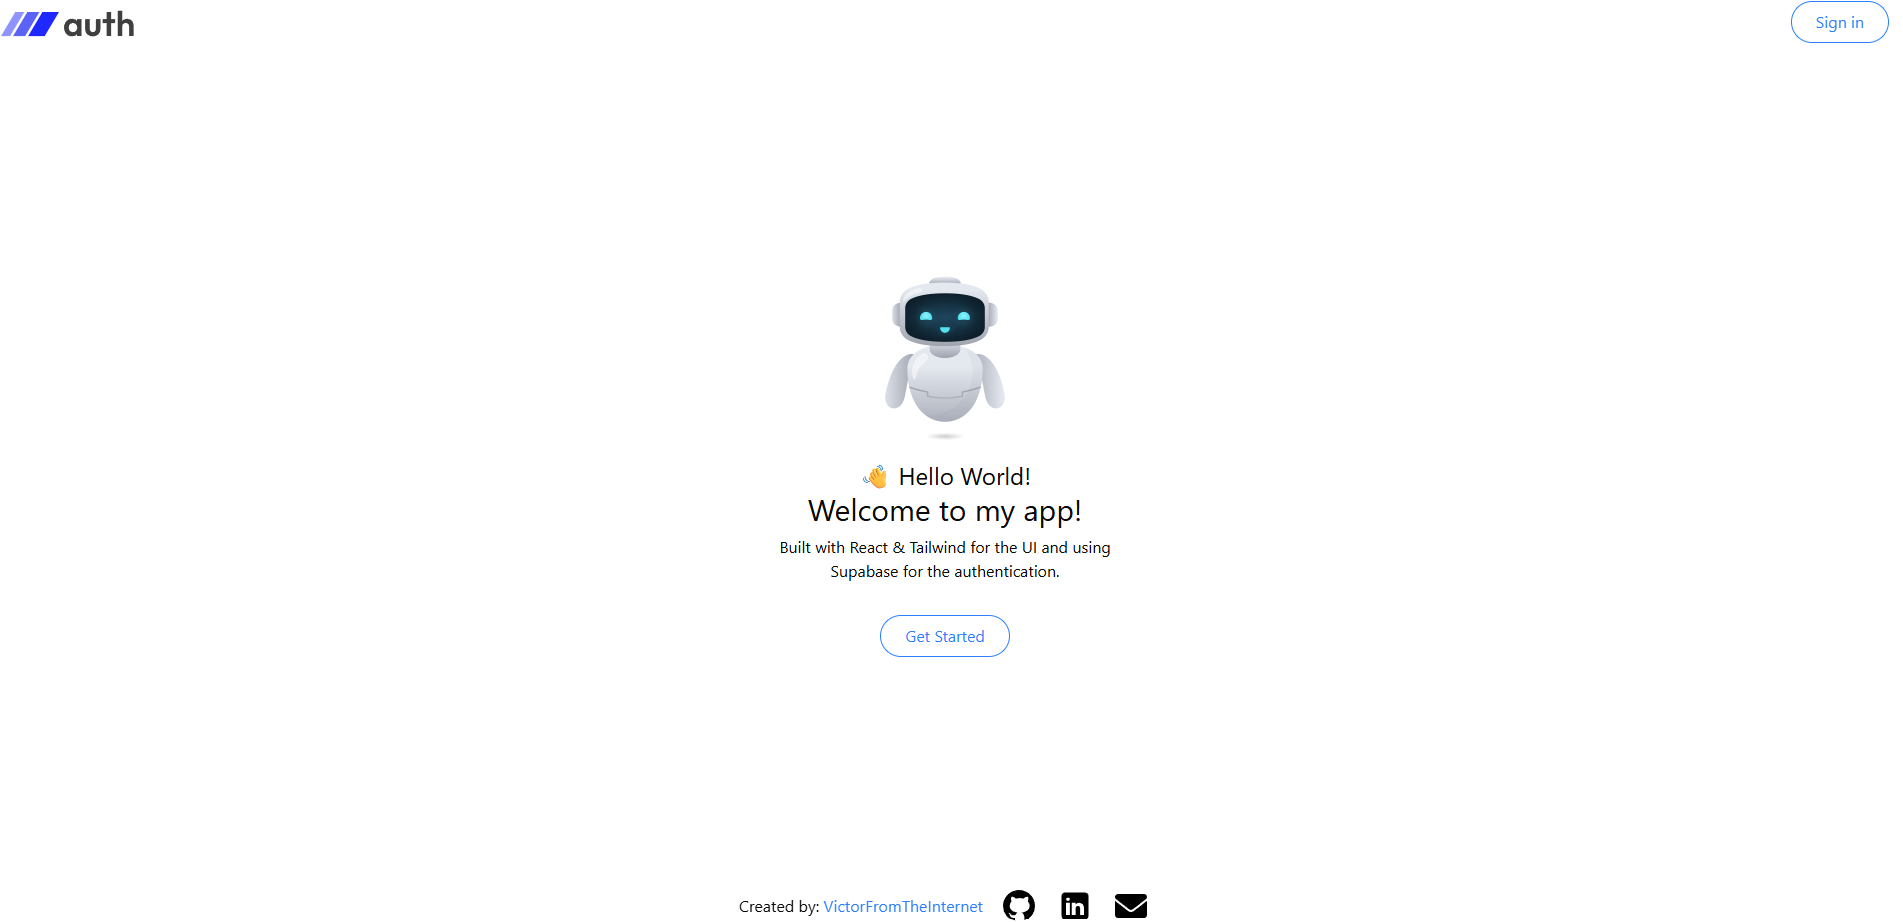 auth
Sign in
👋 Hello World!
Welcome to my app!
Built with React & Tailwind for the UI and using
Supabase for the authentication.
Get Started
Created by: VictorFromTheInternet
in